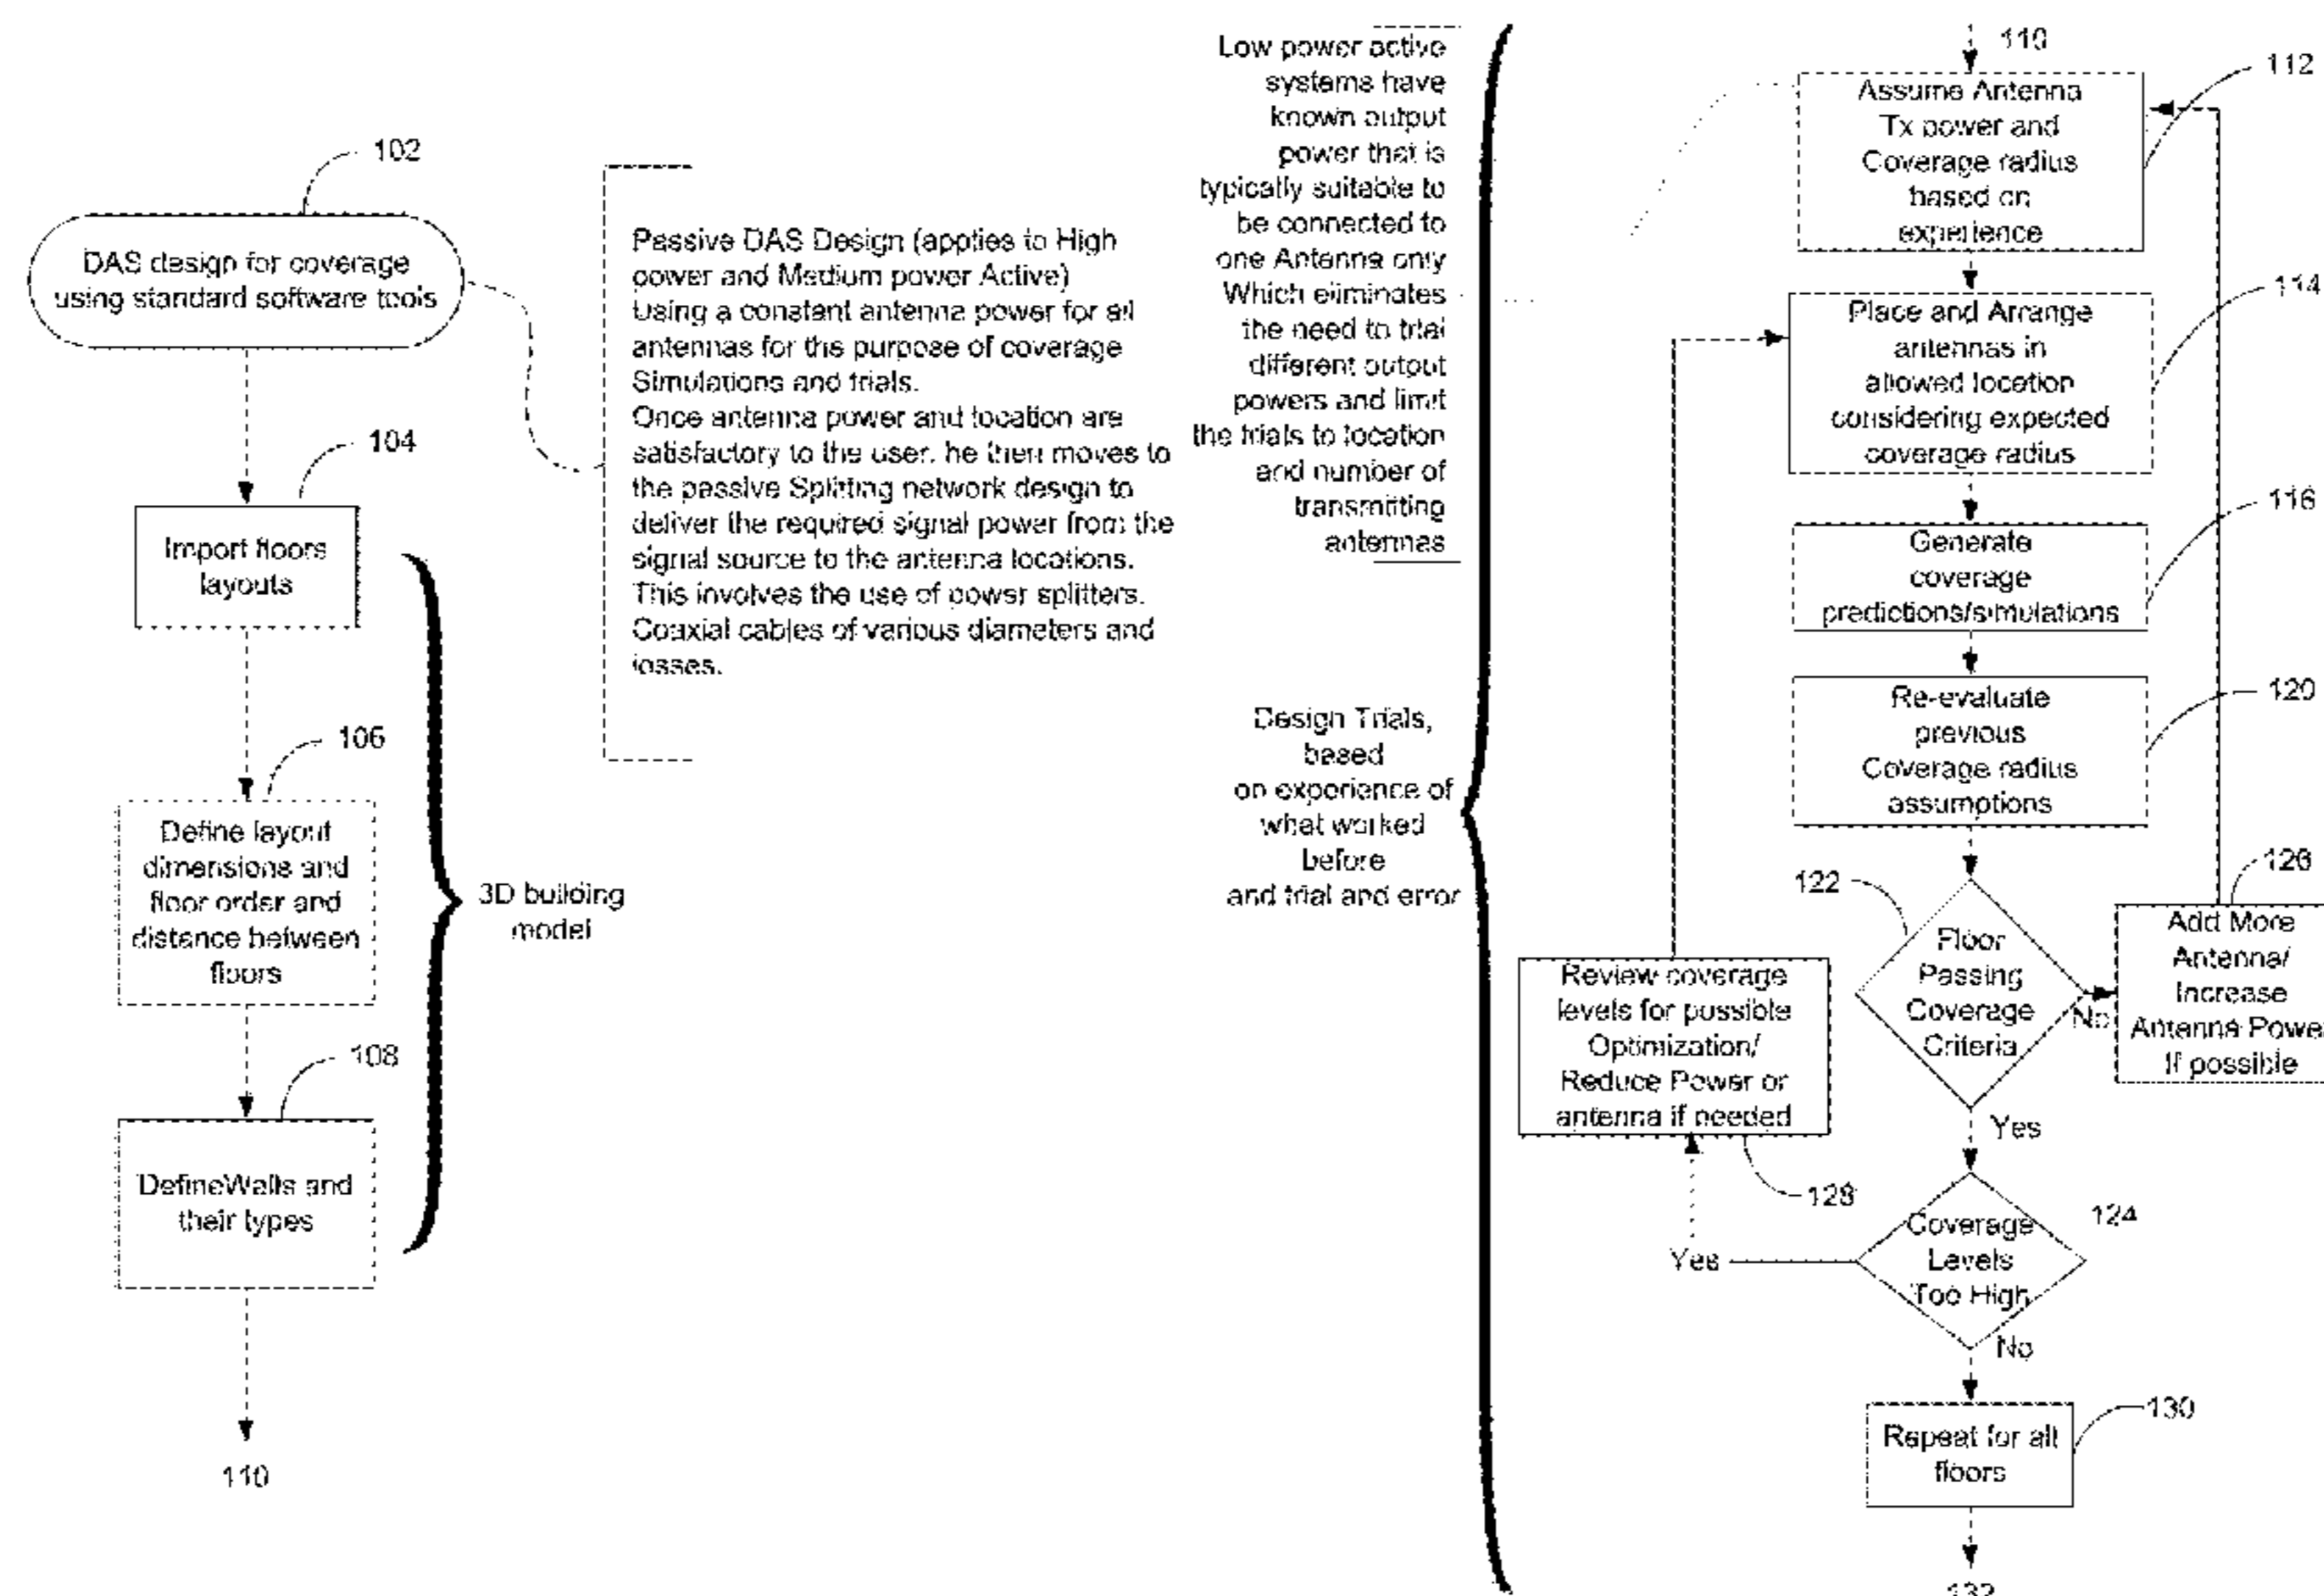 102
DAS design for coverage
using standard software tools
Passive DAS Design (applies to High
power and Medium power Active)
Using a constant antenna power for all
antennas for the purpose of coverage
Simulations and trials.
Once antenna power and location are
satisfactory to the user, he then moves to
the passive Splitting network design to
deliver the required signal power from the
signal source to the antenna locations.
This involves the use of power splitters.
Coaxial cables of various diameters and
losses.
104
Import floors
layouts
106
Define layout
dimensions and
floor order and
distance between
floors
3D building
model
108
DefineWalls and
their types
110
Low power active
systems have
known output
power that is
typically suitable to
be connected to
one Antenna only
Which eliminates
the need to trial
different output
powers and limit
the trials to location
and number of
transmitting
antennas
Design Trials,
based
on experience of
what worked
before
and trial and error
110
112
Assume Antenna
Tx power and
Coverage radius
based on
experience
114
Place and Arrange
antennas in
allowed location
considering expected
coverage radius
116
Generate
coverage
predictions/simulations
120
Re-evaluate
previous
Coverage radius
assumptions
122
Floor
Passing
Coverage
Criteria
No
126
Add More
Antenna/
Increase
Antenna Power
If possible
Yes
Review coverage
levels for possible
Optimization/
Reduce Power or
antenna if needed
128
124
Coverage
Levels
Too High
Yes
No
130
Repeat for all
floors
132